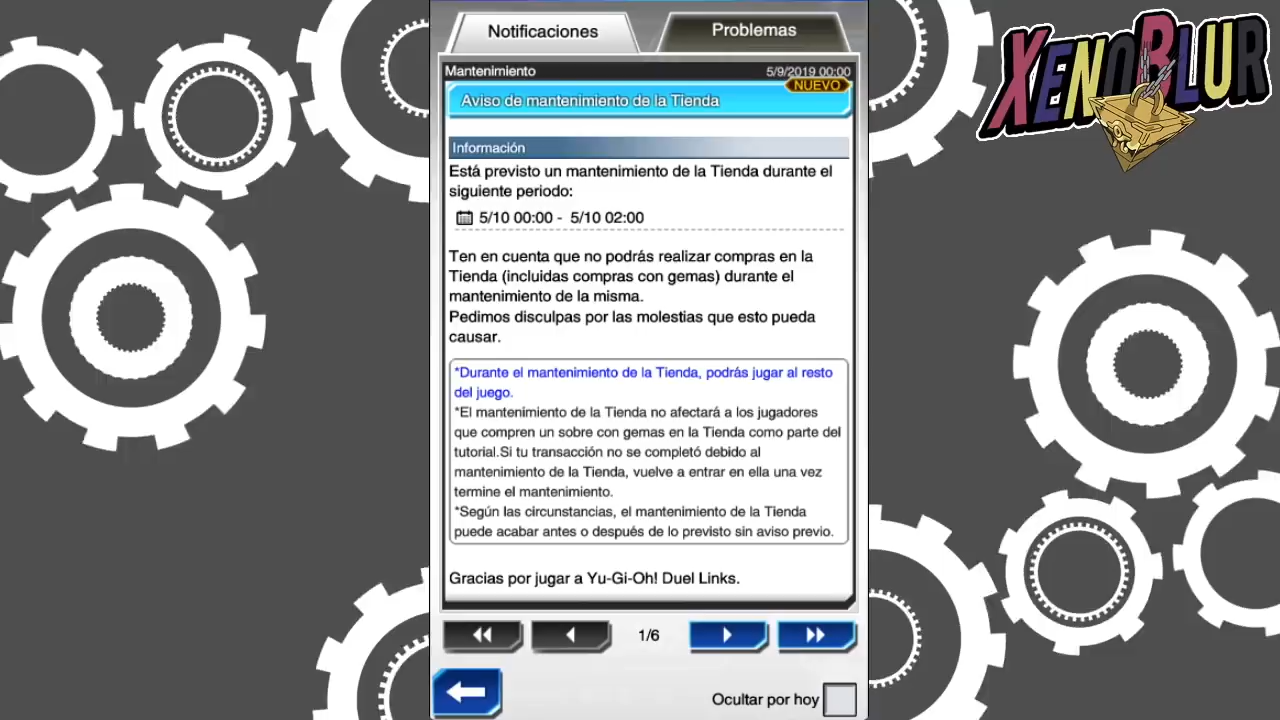 Notificaciones
Problemas
XENOBLUR
Mantenimiento
5/9/2019 00:00
NUEVO
Aviso de mantenimiento de la Tienda
Información
Está previsto un mantenimiento de la Tienda durante el
siguiente periodo:
5/10 00:00 - 5/10 02:00
Ten en cuenta que no podrás realizar compras en la
Tienda (incluidas compras con gemas) durante el
mantenimiento de la misma.
Pedimos disculpas por las molestias que esto pueda
causar.
*Durante el mantenimiento de la Tienda, podrás jugar al resto
del juego.
*El mantenimiento de la Tienda no afectará a los jugadores
que compren un sobre con gemas en la Tienda como parte del
tutorial.Si tu transacción no se completó debido al
mantenimiento de la Tienda, vuelve a entrar en ella una vez
termine el mantenimiento.
*Según las circunstancias, el mantenimiento de la Tienda
puede acabar antes o después de lo previsto sin aviso previo.
Gracias por jugar a Yu-Gi-Oh! Duel Links.
1/6
Ocultar por hoy